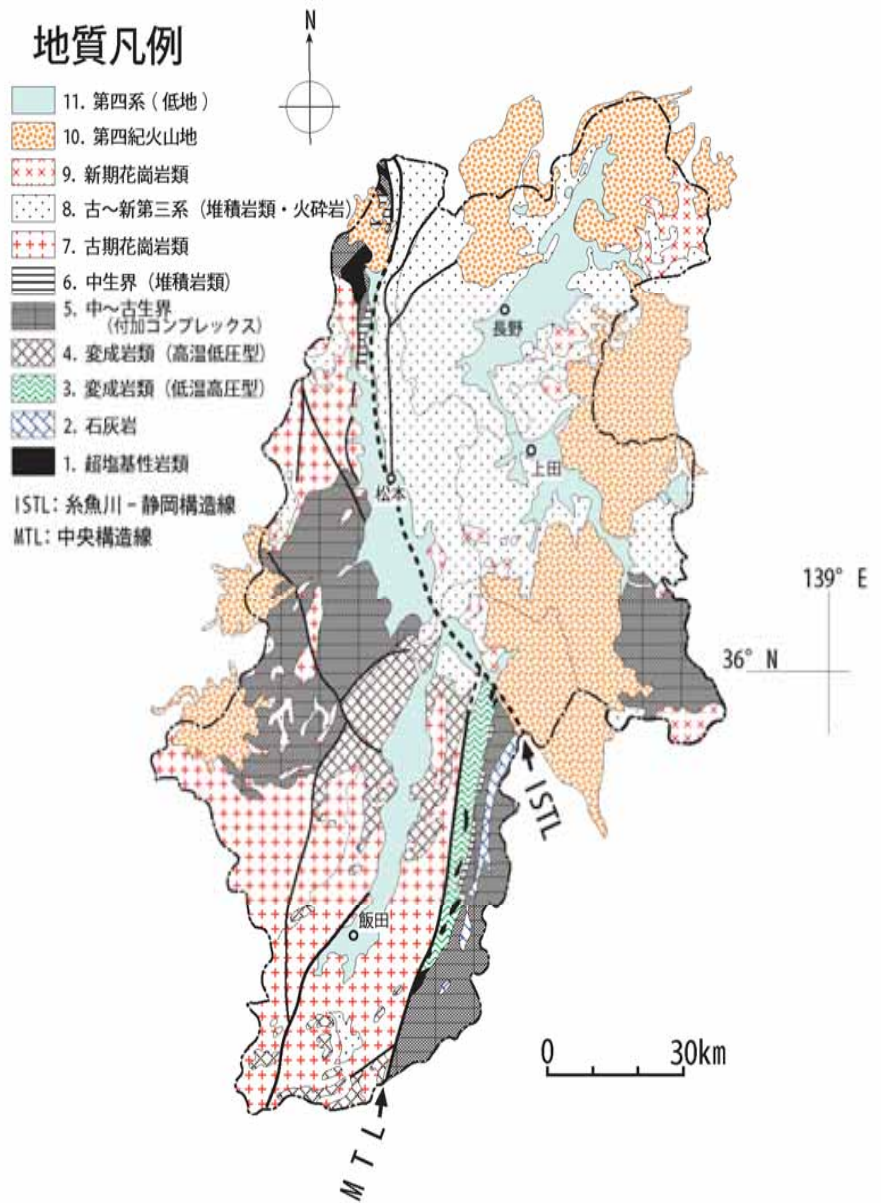 地質凡例
N
11. 第四系 ( 低地 )
10. 第四紀火山地
9. 新期花崗岩類
8. 古～新第三系（堆積岩類・火砕岩）
7. 古期花崗岩類
6. 中生界（堆積岩類）
5. 中～古生界
（付加コンプレックス）
4. 変成岩類（高温低圧型）
3. 変成岩類（低温高圧型）
2. 石灰岩
1. 超塩基性岩類
ISTL: 糸魚川 – 静岡構造線
MTL: 中央構造線
長野
上田
松本
139° E
36° N
ISTL
飯田
0 30km
MTL